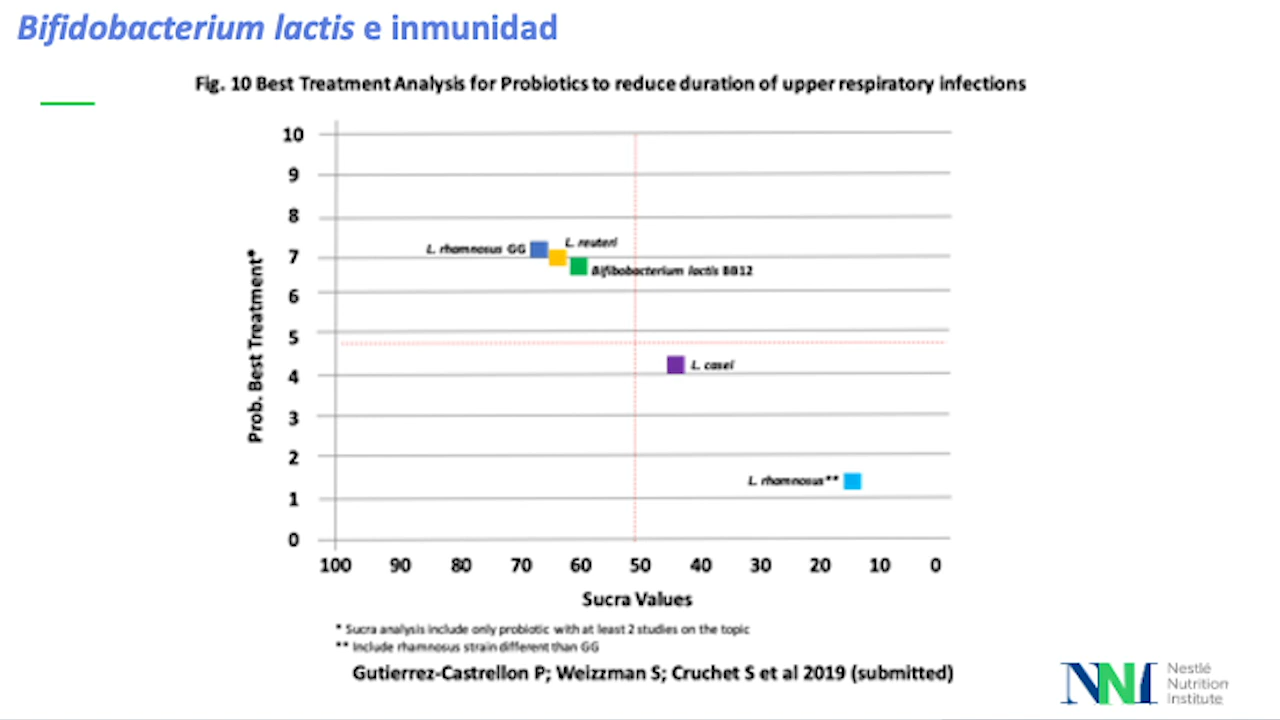 Bifidobacterium lactis e inmunidad
Fig. 10 Best Treatment Analysis for Probiotics to reduce duration of upper respiratory infections
10
9
8
7
6
5
4
3
2
1
0
Prob. Best Treatment*
L. rhamnosus GG
L. reuteri
Bifibobacterium lactis BB12
L. casei
L. rhamnosus**
100 90 80 70 60 50 40 30 20 10 0
Sucra Values
* Sucra analysis include only probiotic with at least 2 studies on the topic
** Include rhamnosus strain different than GG
Gutierrez-Castrellon P; Weizzman S; Cruchet S et al 2019 (submitted)
NNI
Nestlé
Nutrition
Institute